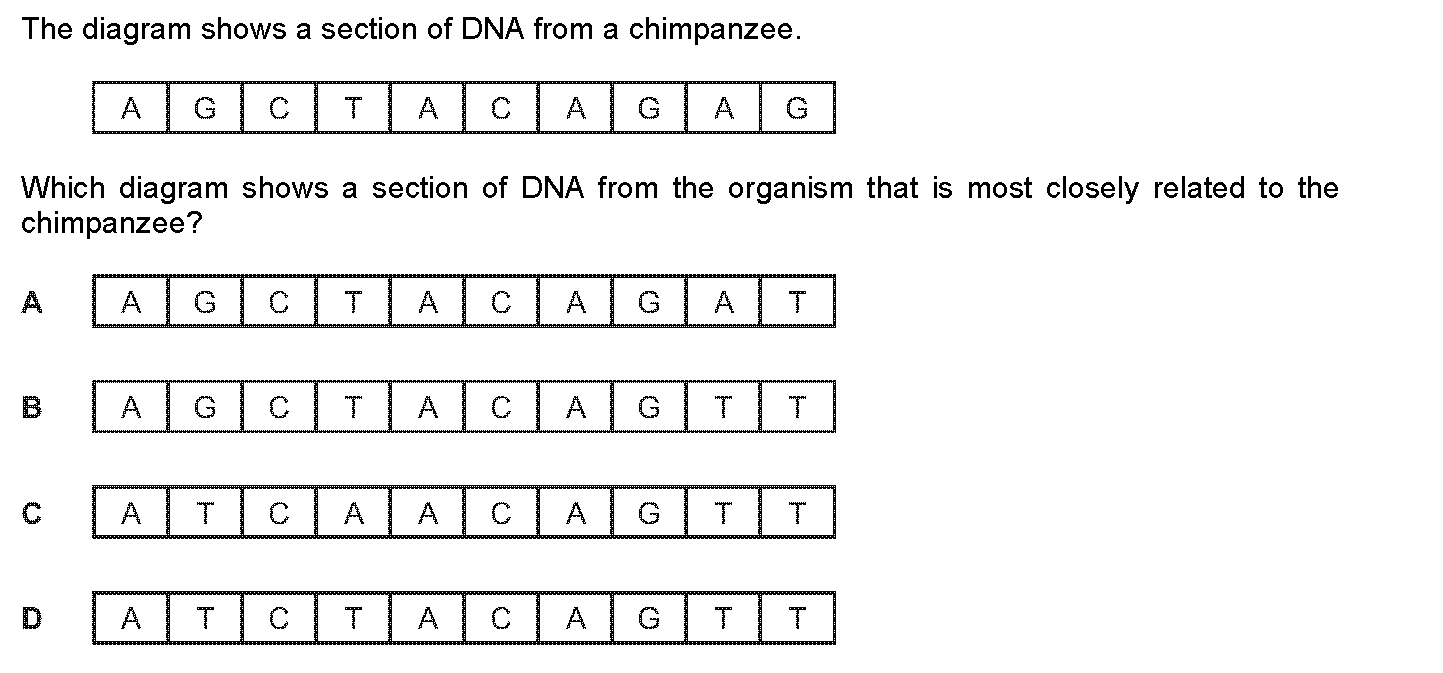 The diagram shows a section of DNA from a chimpanzee.
A G C T A C A G A G
Which diagram shows a section of DNA from the organism that is most closely related to the
chimpanzee?
A A G C T A C A G A T
B A G C T A C A G T T
C A T C A A C A G T T
D A T C T A C A G T T